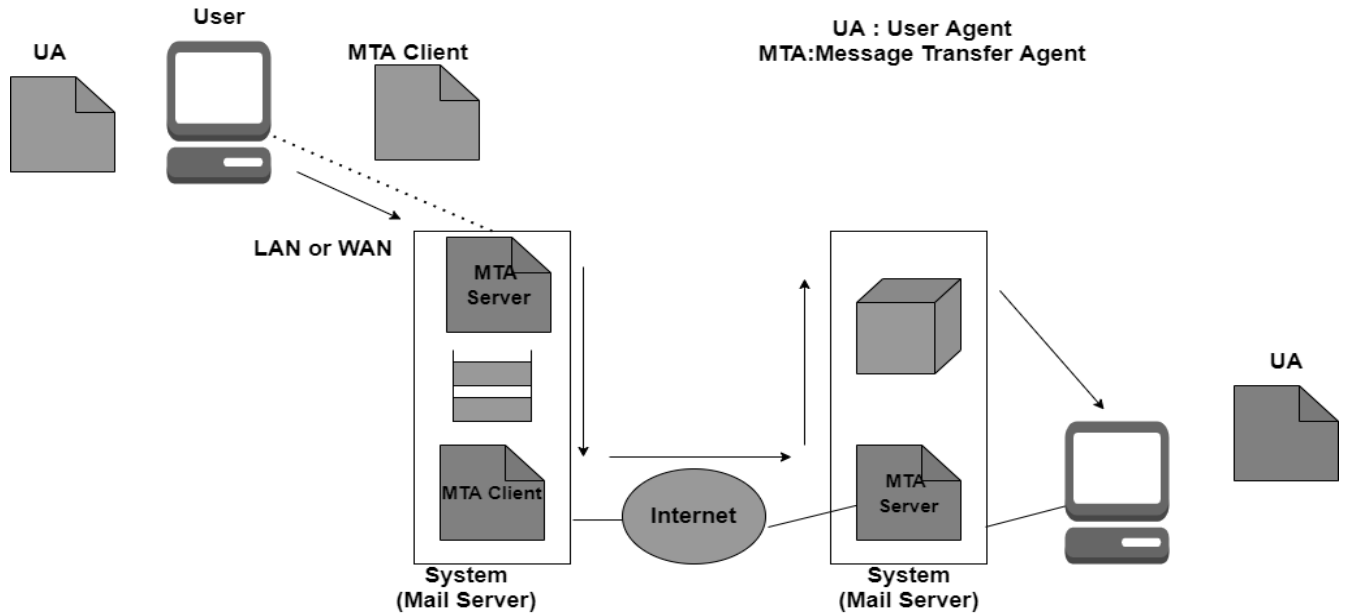 User
UA
MTA Client
UA : User Agent
MTA:Message Transfer Agent
LAN or WAN
MTA
Server
MTA Client
System
(Mail Server)
Internet
MTA
Server
System
(Mail Server)
UA